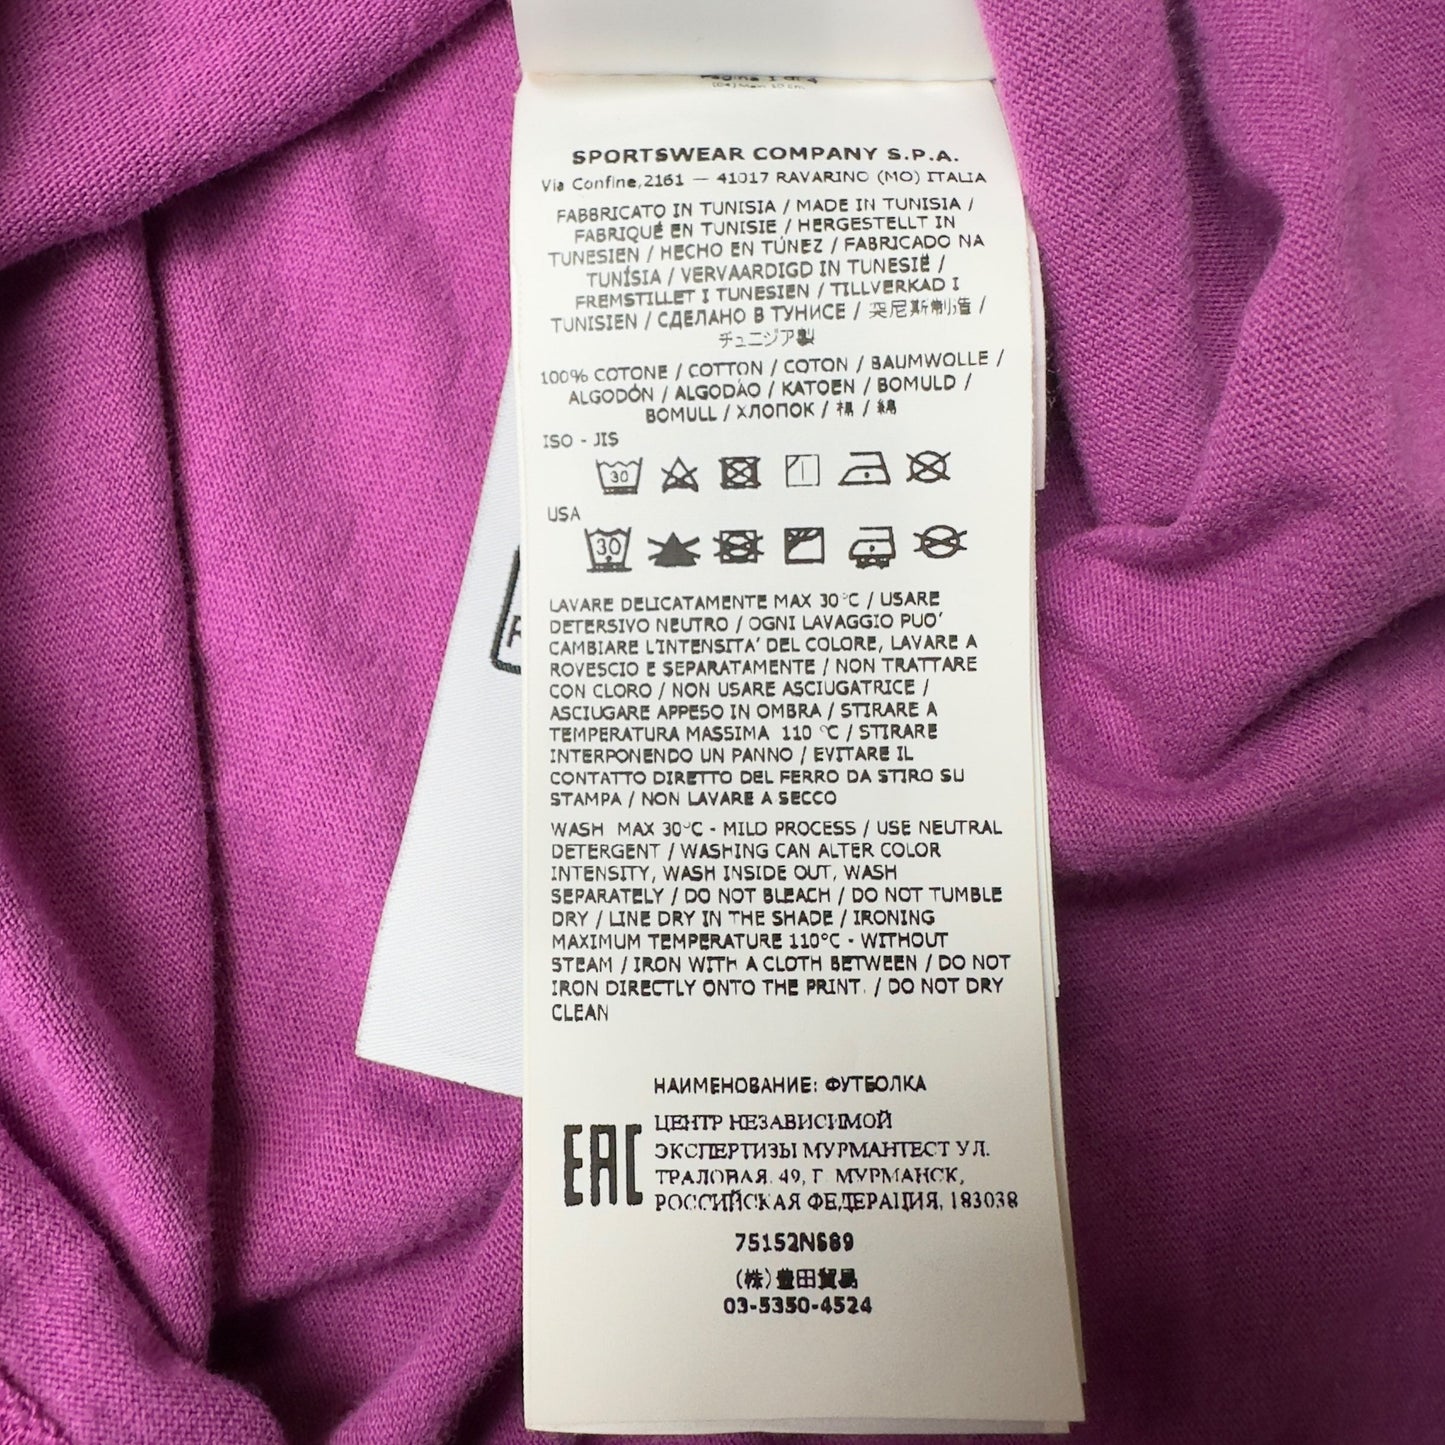 Pagina 1 di 4
SPORTSWEAR COMPANY S.P.A.
Via Confine,2161 — 41017 RAVARINO (MO) ITALIA
FABBRICATO IN TUNISIA / MADE IN TUNISIA /
FABRIQUÉ EN TUNISIE / HERGESTELLT IN
TUNESIEN / HECHO EN TÚNEZ / FABRICADO NA
TUNÍSIA / VERVAARDIGD IN TUNESIË /
FREMSTILLET I TUNESIEN / TILLVERKAD I
TUNISIEN / СДЕЛАНО В ТУНИСЕ / 突尼斯制造 /
チュニジア製
100% COTONE / COTTON / COTON / BAUMWOLLE /
ALGODÓN / ALGODÃO / KATOEN / BOMULD /
BOMULL / ХЛОПОК / 棉 / 綿
ISO - JIS
30
USA
30
LAVARE DELICATAMENTE MAX 30°C / USARE
DETERSIVO NEUTRO / OGNI LAVAGGIO PUO'
CAMBIARE L'INTENSITA' DEL COLORE, LAVARE A
ROVESCIO E SEPARATAMENTE / NON TRATTARE
CON CLORO / NON USARE ASCIUGATRICE /
ASCIUGARE APPESO IN OMBRA / STIRARE A
TEMPERATURA MASSIMA 110 °C / STIRARE
INTERPONENDO UN PANNO / EVITARE IL
CONTATTO DIRETTO DEL FERRO DA STIRO SU
STAMPA / NON LAVARE A SECCO
WASH MAX 30°C - MILD PROCESS / USE NEUTRAL
DETERGENT / WASHING CAN ALTER COLOR
INTENSITY, WASH INSIDE OUT, WASH
SEPARATELY / DO NOT BLEACH / DO NOT TUMBLE
DRY / LINE DRY IN THE SHADE / IRONING
MAXIMUM TEMPERATURE 110°C - WITHOUT
STEAM / IRON WITH A CLOTH BETWEEN / DO NOT
IRON DIRECTLY ONTO THE PRINT. / DO NOT DRY
CLEAN
НАИМЕНОВАНИЕ: ФУТБОЛКА
EAC
ЦЕНТР НЕЗАВИСИМОЙ
ЭКСПЕРТИЗЫ МУРМАНТЕСТ УЛ.
ТРАЛОВАЯ. 49, Г. МУРМАНСК,
РОССИЙСКАЯ ФЕДЕРАЦИЯ, 183038
75152NS89
(株)豊田貿易
03-5350-4524